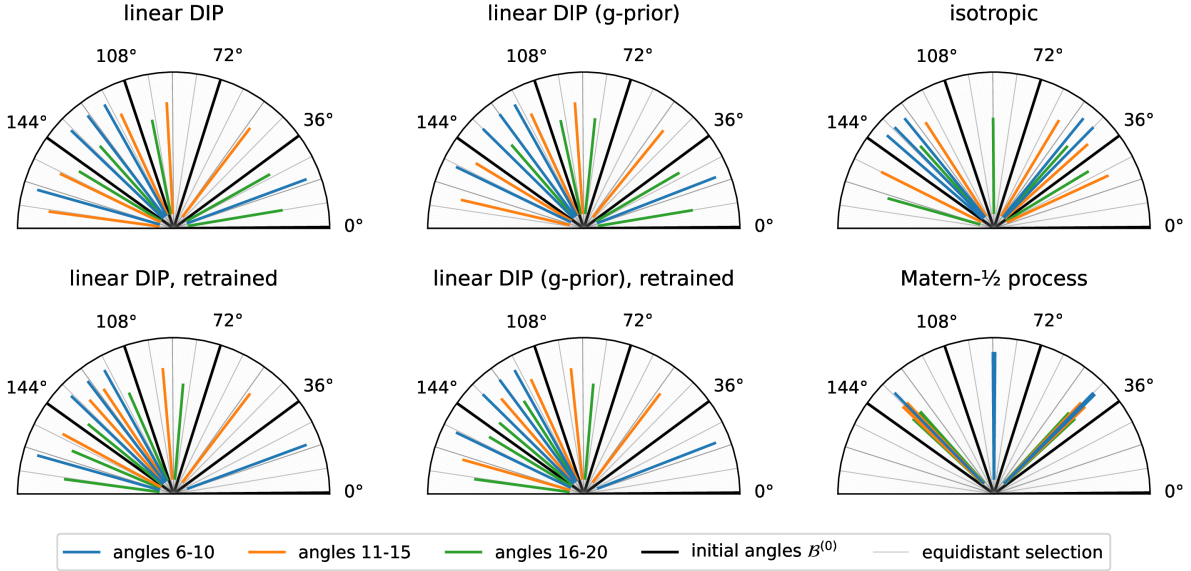 linear DIP
linear DIP (g-prior)
isotropic
108°
72°
108°
72°
108°
72°
144°
36°
144°
36°
144°
36°
0°
0°
0°
linear DIP, retrained
linear DIP (g-prior), retrained
Matern-½ process
108°
72°
108°
72°
108°
72°
144°
36°
144°
36°
144°
36°
0°
0°
0°
angles 6-10
angles 11-15
angles 16-20
initial angles ℬ⁽⁰⁾
equidistant selection